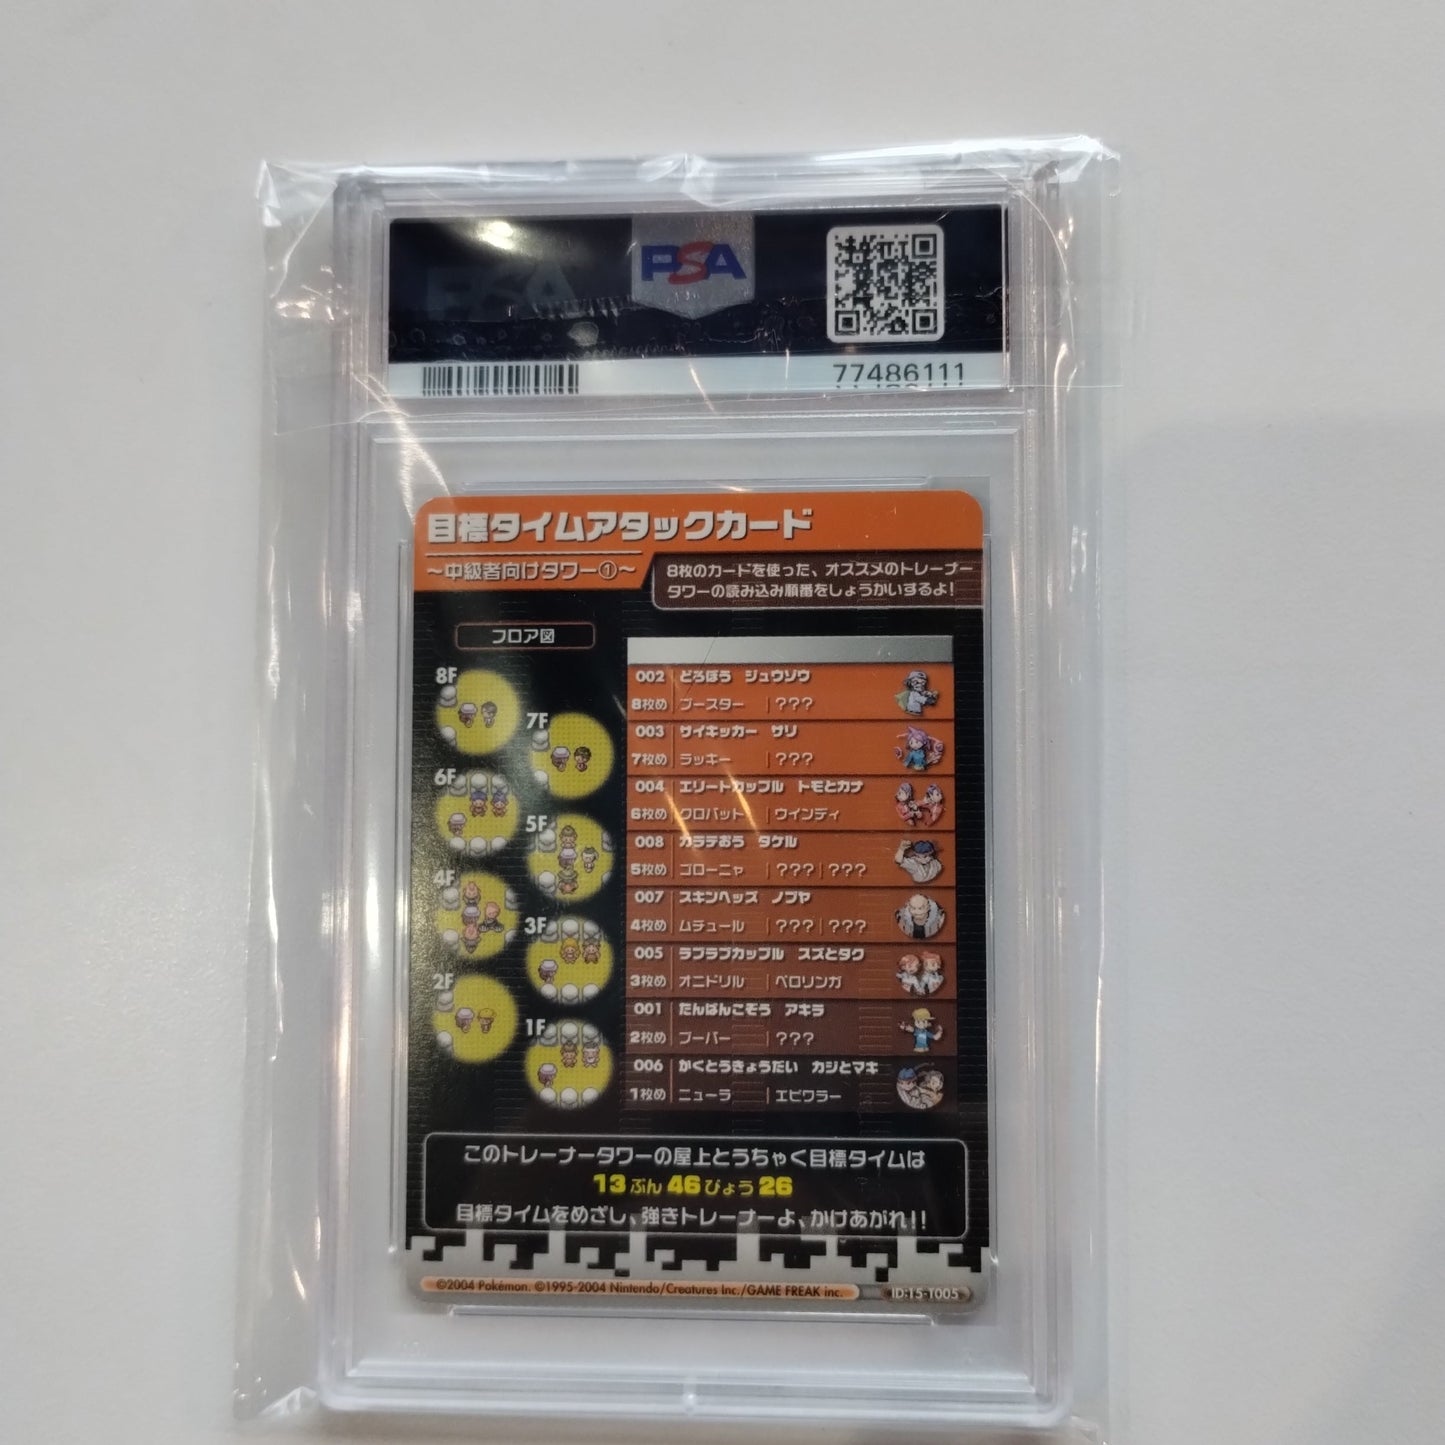 PSA
77486111
目標タイムアタックカード
〜中級者向けタワー①〜
8枚のカードを使った、オススメのトレーナー
タワーの読み込み順番をしょうかいするよ!
フロア図
8F
7F
6F
5F
4F
3F
2F
1F
002 どろぼう ジュウゾウ
8枚め ブースター | ???
003 サイキッカー サリ
7枚め ラッキー | ???
004 エリートカップル トモとカナ
6枚め クロバット | ウインディ
008 カラテおう タケル
5枚め ゴローニャ | ??? | ???
007 スキンヘッズ ノブヤ
4枚め ムチュール | ??? | ???
005 ラブラブカップル スズとタク
3枚め オニドリル | ベロリンガ
001 たんぱんこぞう アキラ
2枚め ブーバー | ???
006 かくとうきょうだい カジとマキ
1枚め ニューラ | エビワラー
このトレーナータワーの屋上とうちゃく目標タイムは
13ぷん46びょう26
目標タイムをめざし、強きトレーナーよ、かけあがれ!!
©2004 Pokémon. ©1995-2004 Nintendo/Creatures Inc./GAME FREAK inc.
ID:15-T005